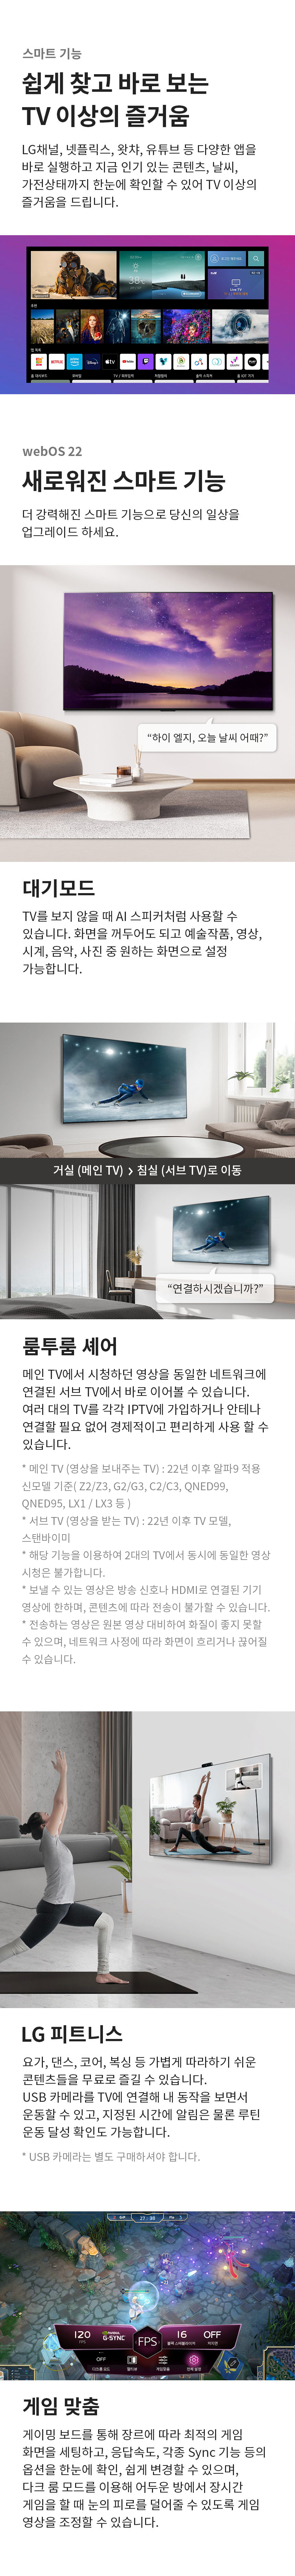 스마트 기능
쉽게 찾고 바로 보는
TV 이상의 즐거움
LG채널, 넷플릭스, 왓챠, 유튜브 등 다양한 앱을
바로 실행하고 지금 인기 있는 콘텐츠, 날씨,
가전상태까지 한눈에 확인할 수 있어 TV 이상의
즐거움을 드립니다.
webOS 22
새로워진 스마트 기능
더 강력해진 스마트 기능으로 당신의 일상을
업그레이드 하세요.
“하이 엘지, 오늘 날씨 어때?”
대기모드
TV를 보지 않을 때 AI 스피커처럼 사용할 수
있습니다. 화면을 꺼두어도 되고 예술작품, 영상,
시계, 음악, 사진 중 원하는 화면으로 설정
가능합니다.
거실 (메인 TV) › 침실 (서브 TV)로 이동
“연결하시겠습니까?”
룸투룸 셰어
메인 TV에서 시청하던 영상을 동일한 네트워크에
연결된 서브 TV에서 바로 이어볼 수 있습니다.
여러 대의 TV를 각각 IPTV에 가입하거나 안테나
연결할 필요 없어 경제적이고 편리하게 사용 할 수
있습니다.
* 메인 TV (영상을 보내주는 TV) : 22년 이후 알파9 적용
신모델 기준( Z2/Z3, G2/G3, C2/C3, QNED99,
QNED95, LX1 / LX3 등 )
* 서브 TV (영상을 받는 TV) : 22년 이후 TV 모델,
스탠바이미
* 해당 기능을 이용하여 2대의 TV에서 동시에 동일한 영상
시청은 불가합니다.
* 보낼 수 있는 영상은 방송 신호나 HDMI로 연결된 기기
영상에 한하며, 콘텐츠에 따라 전송이 불가할 수 있습니다.
* 전송하는 영상은 원본 영상 대비하여 화질이 좋지 못할
수 있으며, 네트워크 사정에 따라 화면이 흐리거나 끊어질
수 있습니다.
LG 피트니스
요가, 댄스, 코어, 복싱 등 가볍게 따라하기 쉬운
콘텐츠들을 무료로 즐길 수 있습니다.
USB 카메라를 TV에 연결해 내 동작을 보면서
운동할 수 있고, 지정된 시간에 알림은 물론 루틴
운동 달성 확인도 가능합니다.
* USB 카메라는 별도 구매하셔야 합니다.
120
FPS
G-SYNC
FPS
16
OFF
OFF
게임 맞춤
게이밍 보드를 통해 장르에 따라 최적의 게임
화면을 세팅하고, 응답속도, 각종 Sync 기능 등의
옵션을 한눈에 확인, 쉽게 변경할 수 있으며,
다크 룸 모드를 이용해 어두운 방에서 장시간
게임을 할 때 눈의 피로를 덜어줄 수 있도록 게임
영상을 조정할 수 있습니다.